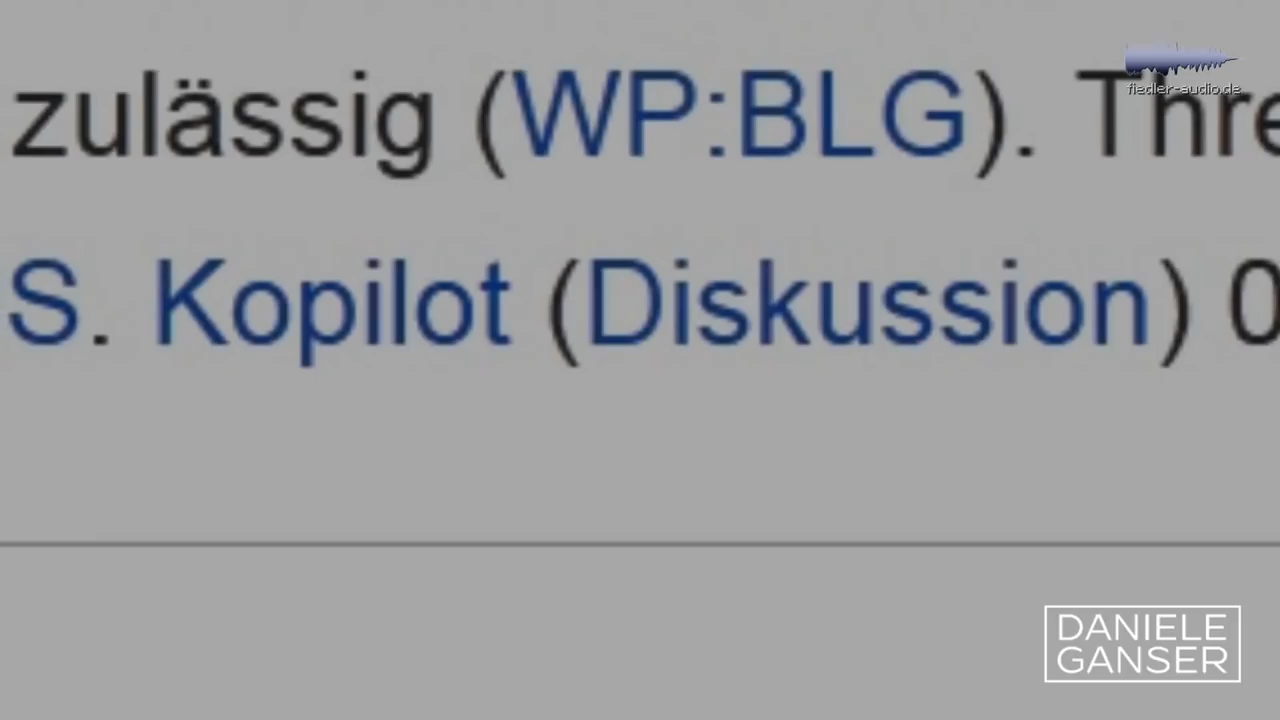 fiedler-audio.de
zulässig (WP:BLG). Thre
S. Kopilot (Diskussion) 0
DANIELE
GANSER